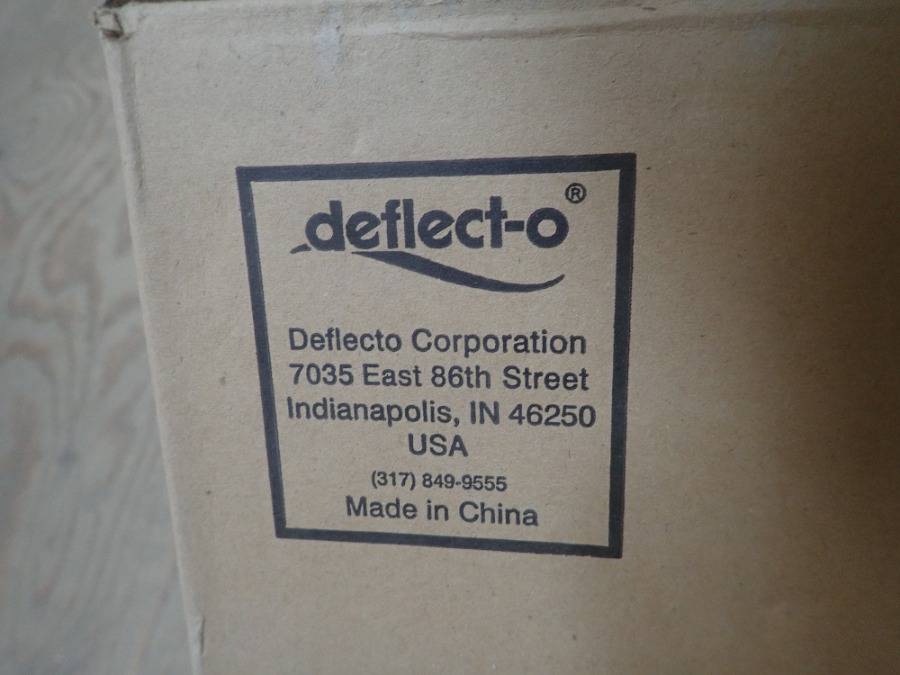 deflect-o®
Deflecto Corporation
7035 East 86th Street
Indianapolis, IN 46250
USA
(317) 849-9555
Made in China